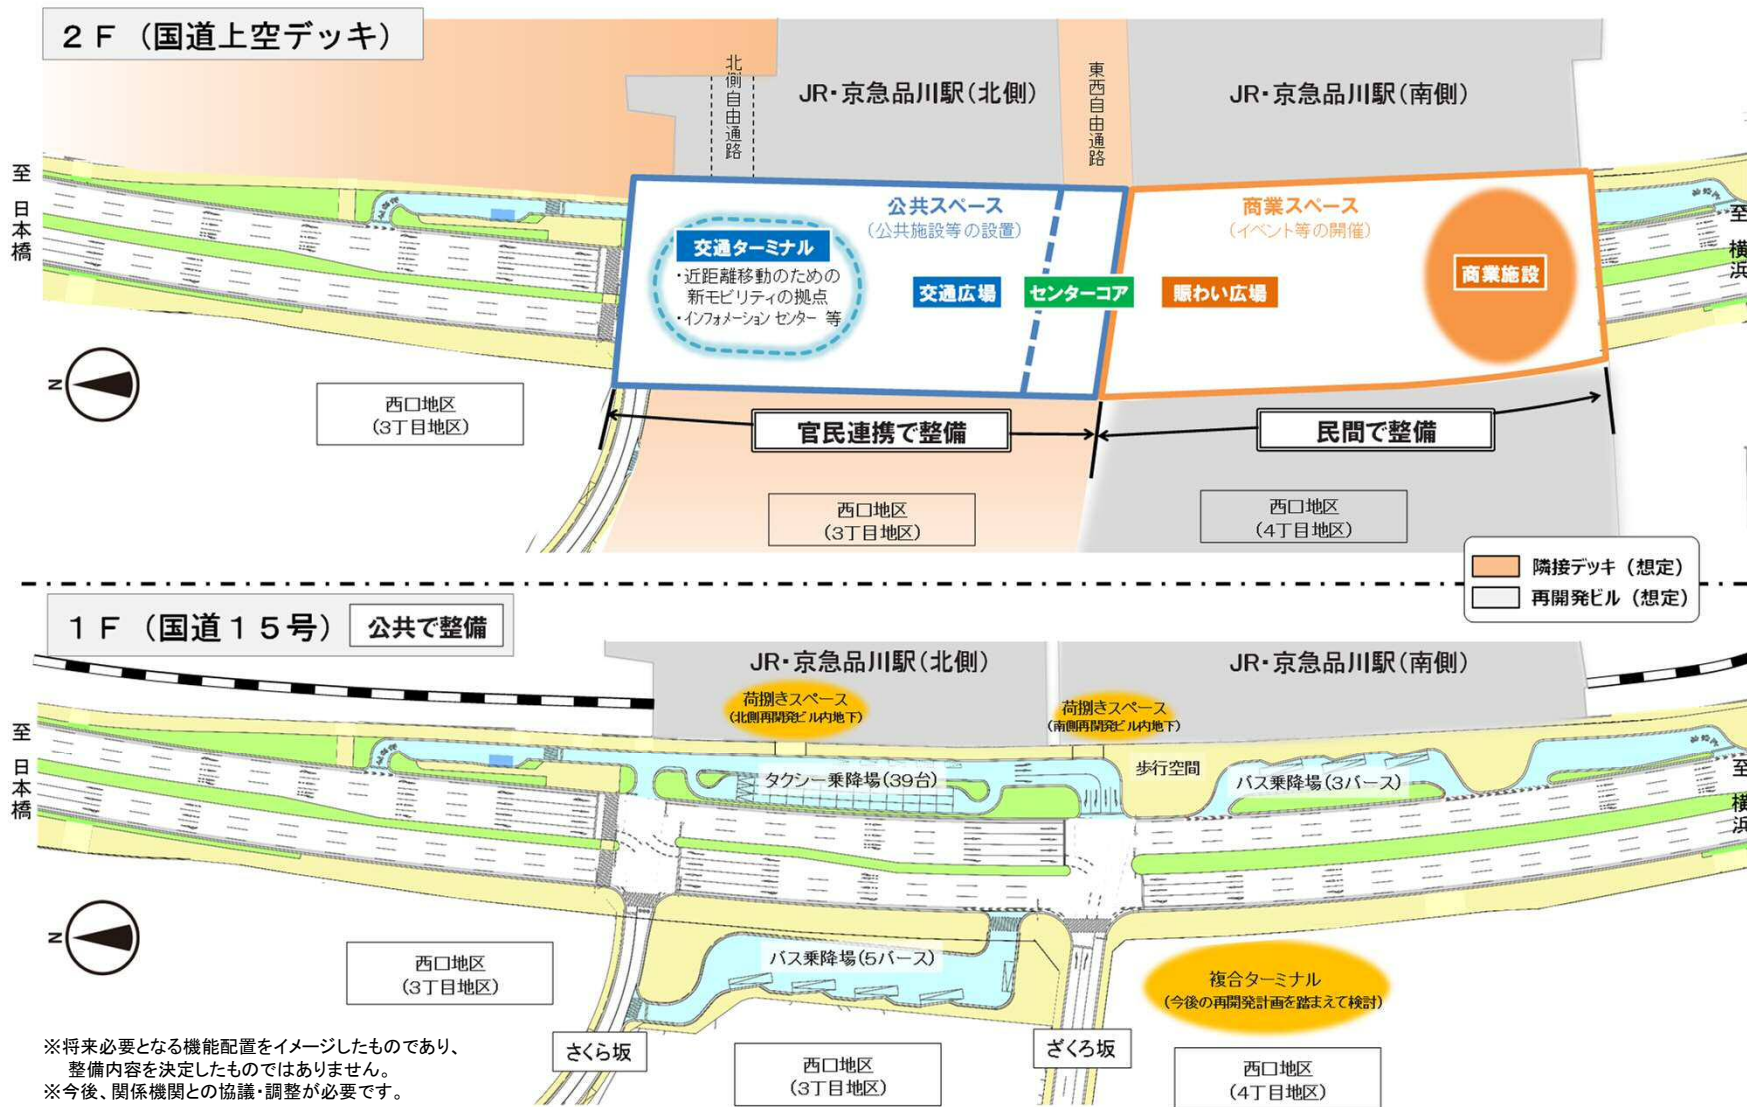 2F(国道上空デッキ)
北側自由通路
JR・京急品川駅(北側)
東西自由通路
JR・京急品川駅(南側)
至 日本橋
公共スペース
(公共施設等の設置)
商業スペース
(イベント等の開催)
至 横浜
交通ターミナル
・近距離移動のための
新モビリティの拠点
・インフォメーションセンター 等
交通広場
センターコア
賑わい広場
商業施設
N
西口地区
(3丁目地区)
官民連携で整備
民間で整備
西口地区
(3丁目地区)
西口地区
(4丁目地区)
隣接デッキ(想定)
再開発ビル(想定)
1F(国道15号)
公共で整備
JR・京急品川駅(北側)
JR・京急品川駅(南側)
荷捌きスペース
(北側再開発ビル内地下)
荷捌きスペース
(南側再開発ビル内地下)
至 日本橋
タクシー乗降場(39台)
歩行空間
バス乗降場(3バース)
至 横浜
N
西口地区
(3丁目地区)
バス乗降場(5バース)
複合ターミナル
(今後の再開発計画を踏まえて検討)
さくら坂
ざくろ坂
西口地区
(3丁目地区)
西口地区
(4丁目地区)
※将来必要となる機能配置をイメージしたものであり、
整備内容を決定したものではありません。
※今後、関係機関との協議・調整が必要です。